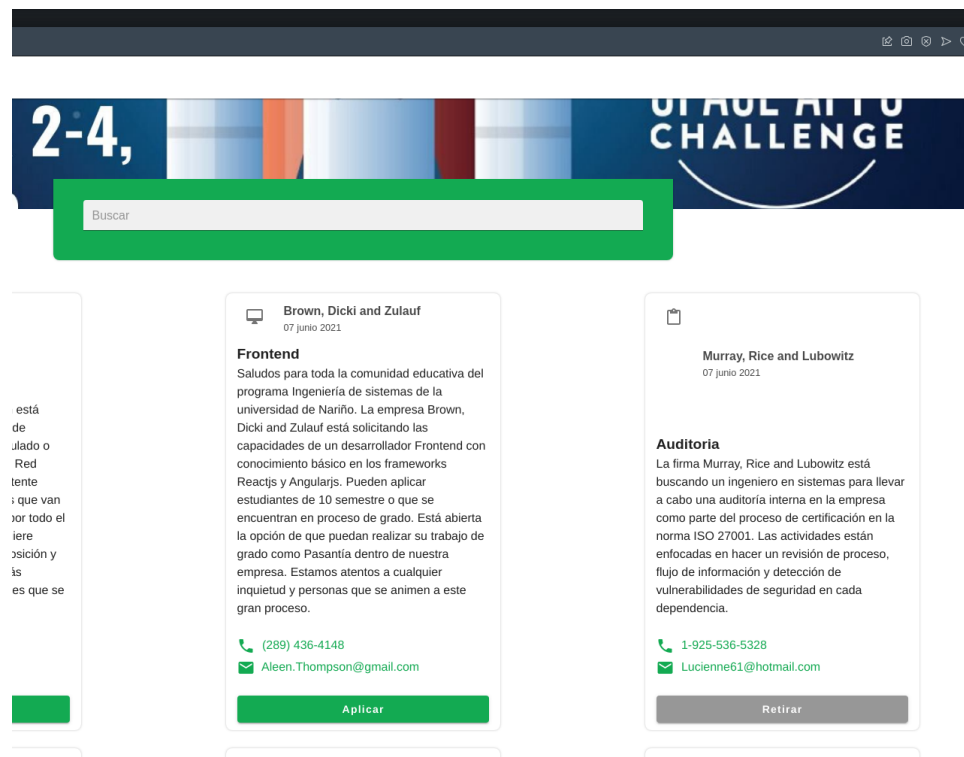 2-4,
CHALLENGE
Buscar
está
de
ulado o
Red
que van
por todo el
es que se
Brown, Dicki and Zulauf
07 junio 2021
Frontend
Saludos para toda la comunidad educativa del
programa Ingeniería de sistemas de la
universidad de Nariño. La empresa Brown,
Dicki and Zulauf está solicitando las
capacidades de un desarrollador Frontend con
conocimiento básico en los frameworks
Reactjs y Angularjs. Pueden aplicar
estudiantes de 10 semestre o que se
encuentran en proceso de grado. Está abierta
la opción de que puedan realizar su trabajo de
grado como Pasantía dentro de nuestra
empresa. Estamos atentos a cualquier
inquietud y personas que se animen a este
gran proceso.
(289) 436-4148
Aleen.Thompson@gmail.com
Aplicar
Murray, Rice and Lubowitz
07 junio 2021
Auditoria
La firma Murray, Rice and Lubowitz está
buscando un ingeniero en sistemas para llevar
a cabo una auditoría interna en la empresa
como parte del proceso de certificación en la
norma ISO 27001. Las actividades están
enfocadas en hacer un revisión de proceso,
flujo de información y detección de
vulnerabilidades de seguridad en cada
dependencia.
1-925-536-5328
Lucienne61@hotmail.com
Retirar